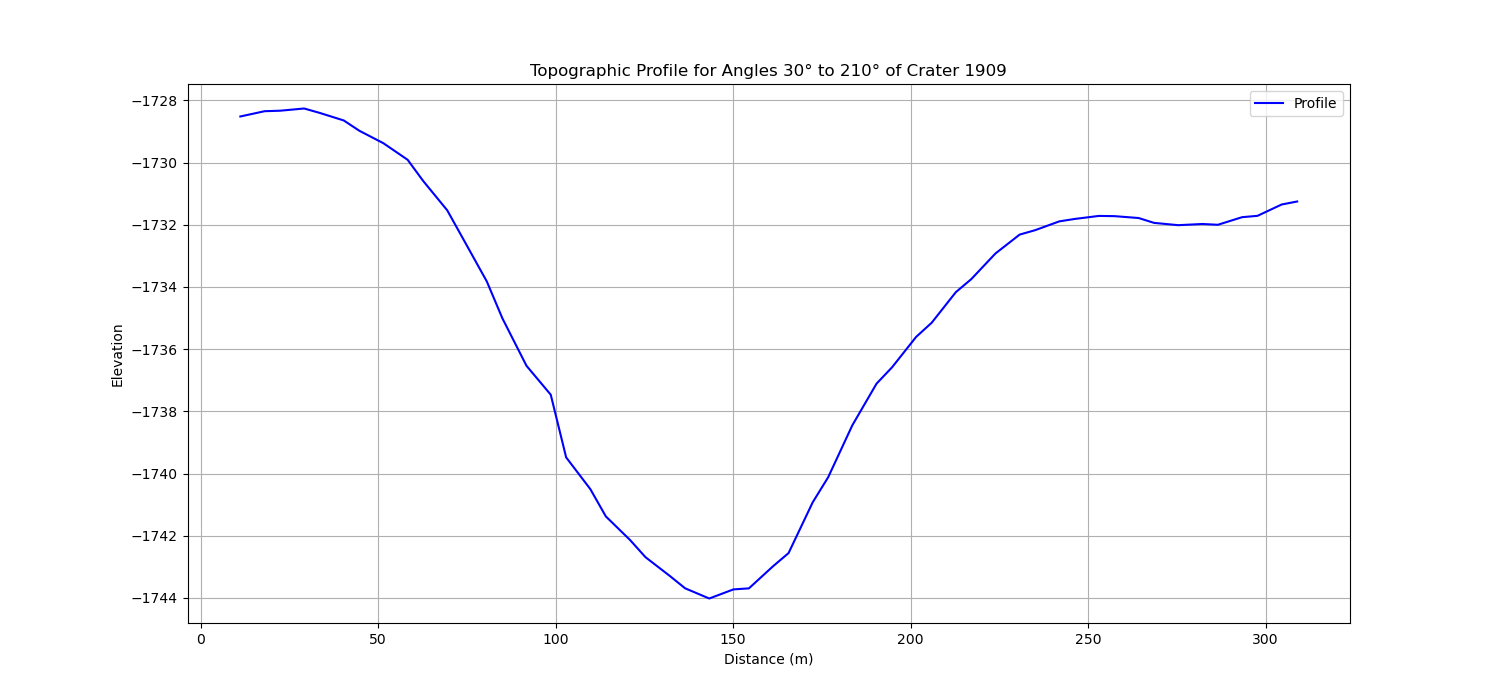 Topographic Profile for Angles 30° to 210° of Crater 1909
Profile
−1728
−1730
−1732
−1734
−1736
−1738
−1740
−1742
−1744
Elevation
0 50 100 150 200 250 300
Distance (m)